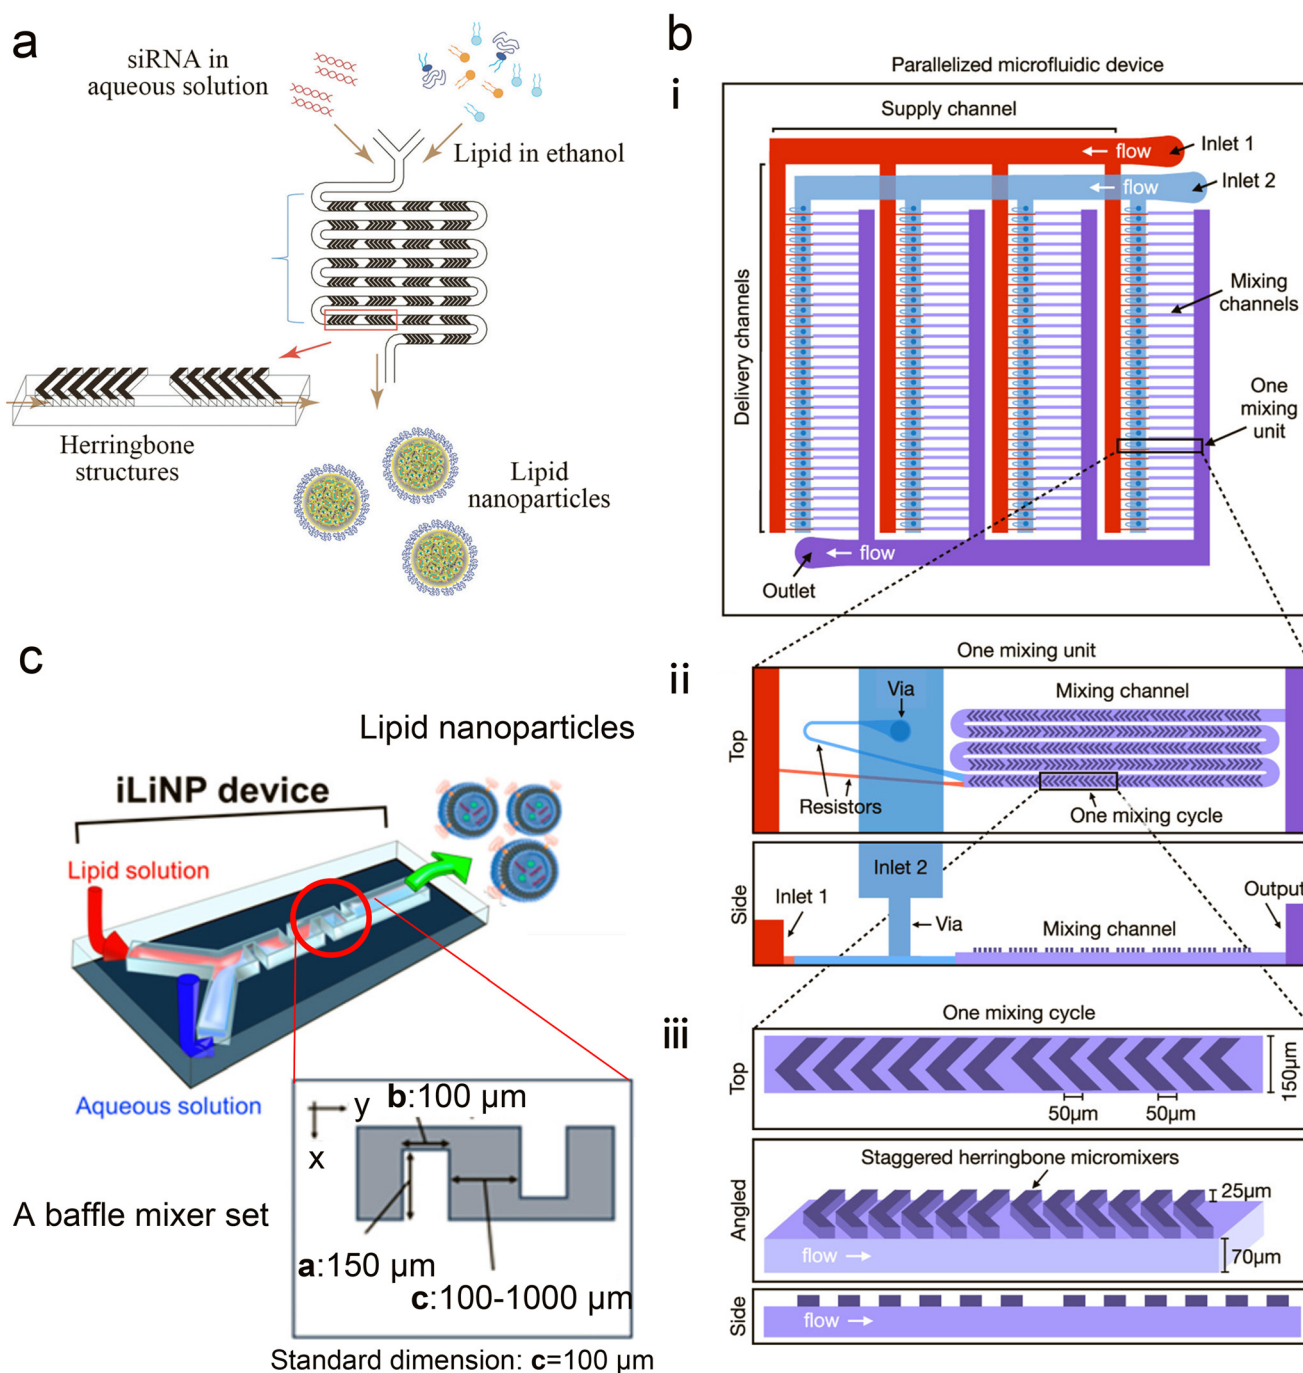 a
siRNA in
aqueous solution
Lipid in ethanol
Herringbone
structures
Lipid
nanoparticles
b
Parallelized microfluidic device
i
Supply channel
flow
Inlet 1
flow
Inlet 2
Delivery channels
Mixing
channels
One
mixing
unit
flow
Outlet
ii
One mixing unit
Top
Via
Mixing channel
Resistors
One mixing cycle
Side
Inlet 2
Inlet 1
Via
Mixing channel
Output
iii
One mixing cycle
Top
150µm
50µm
50µm
Staggered herringbone micromixers
Angled
25µm
flow
70µm
Side
flow
c
Lipid nanoparticles
iLiNP device
Lipid solution
Aqueous solution
A baffle mixer set
y
x
b:100 µm
a:150 µm
c:100-1000 µm
Standard dimension: c=100 µm